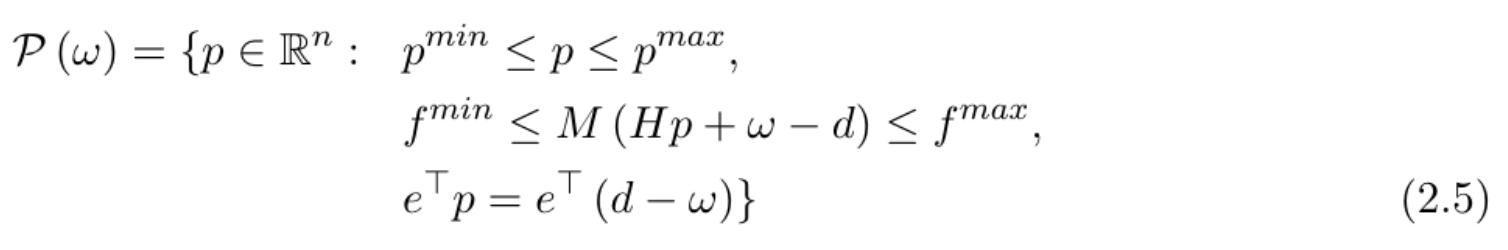 𝒫 (ω) = {p ∈ ℝⁿ : p^{min} ≤ p ≤ p^{max},
f^{min} ≤ M (Hp + ω − d) ≤ f^{max},
e^⊤ p = e^⊤ (d − ω)} (2.5)